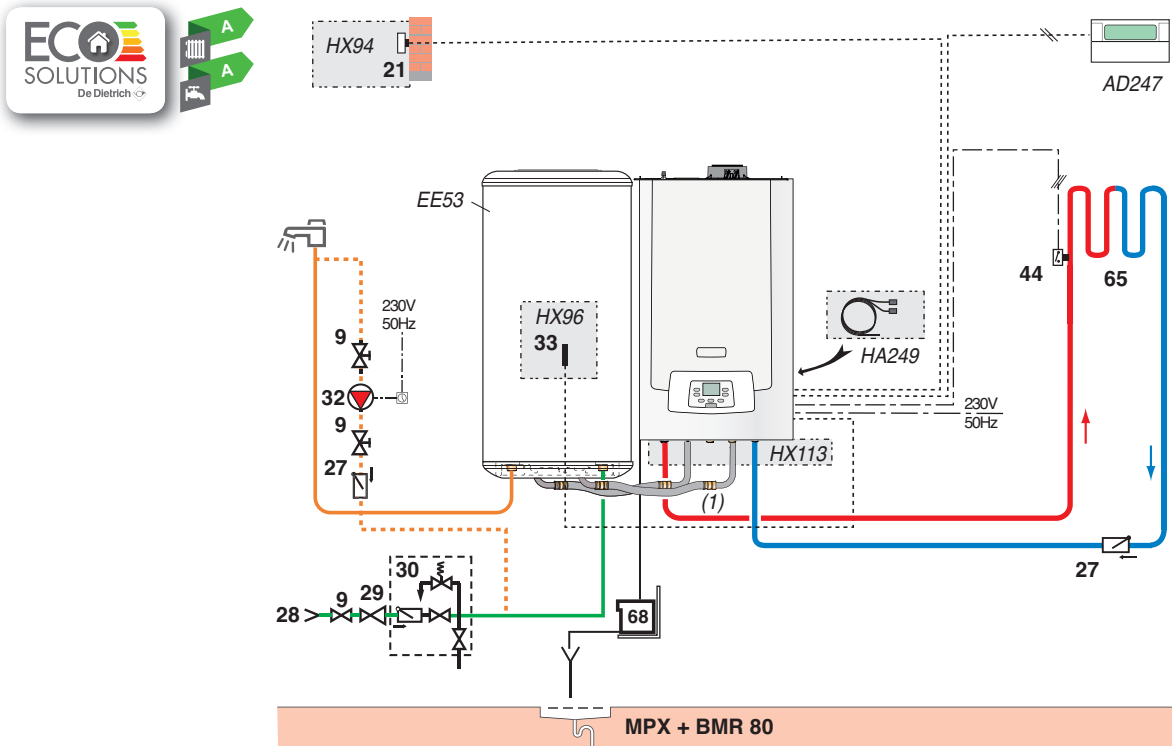 ECO
SOLUTIONS
De Dietrich
A
A
HX94
21
AD247
EE53
230V
50Hz
9
32
9
27
HX96
33
HA249
44
65
230V
50Hz
HX113
(1)
27
30
28
9
29
68
MPX + BMR 80